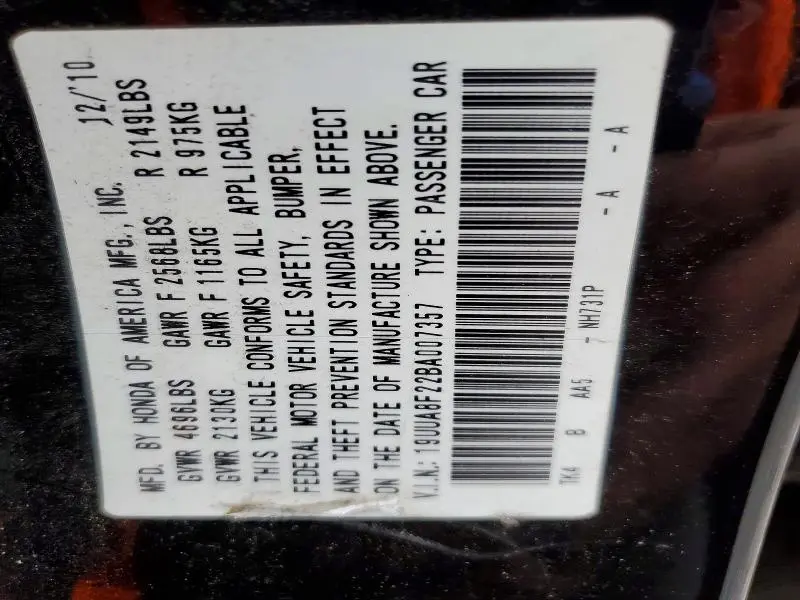 MFD. BY HONDA OF AMERICA MFG., INC. 12/'10
GVWR 4696LBS GAWR F 2568LBS R 2149LBS
GVWR 2130KG GAWR F 1165KG R 975KG
THIS VEHICLE CONFORMS TO ALL APPLICABLE
FEDERAL MOTOR VEHICLE SAFETY, BUMPER,
AND THEFT PREVENTION STANDARDS IN EFFECT
ON THE DATE OF MANUFACTURE SHOWN ABOVE.
V.I.N.: 19UUA8F22BA007357 TYPE: PASSENGER CAR
TK4 B AA5 - NH731P - A - A